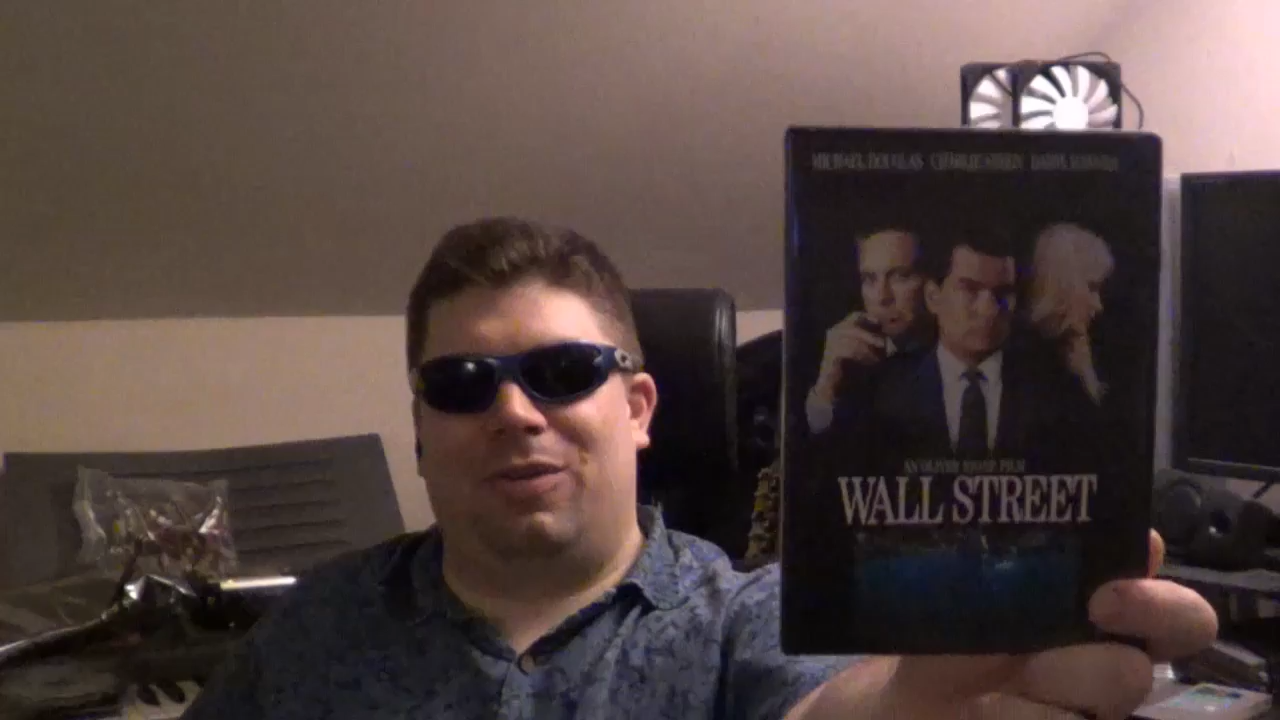 MICHAEL DOUGLAS CHARLIE SHEEN DARYL HANNAH
AN OLIVER STONE FILM
WALL STREET